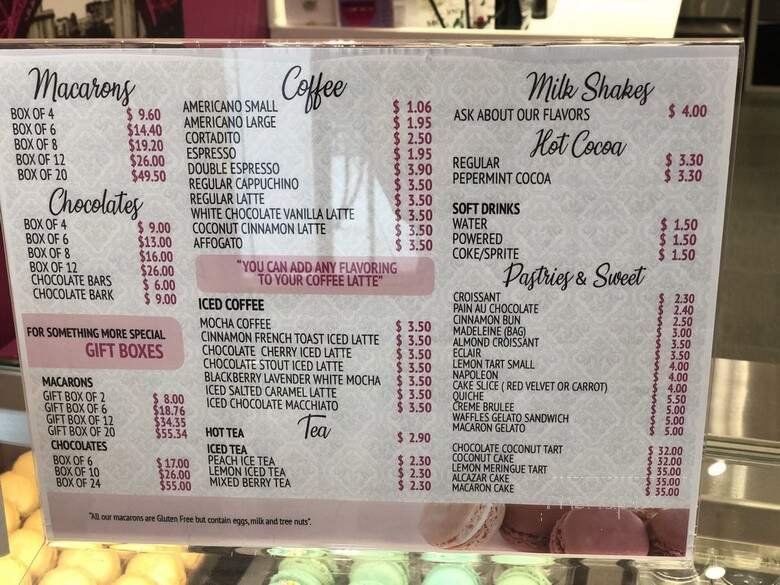 Macarons
BOX OF 4 $ 9.60
BOX OF 6 $14.40
BOX OF 8 $19.20
BOX OF 12 $26.00
BOX OF 20 $49.50
Chocolates
BOX OF 4 $ 9.00
BOX OF 6 $13.00
BOX OF 8 $16.00
BOX OF 12 $26.00
CHOCOLATE BARS $ 6.00
CHOCOLATE BARK $ 9.00
FOR SOMETHING MORE SPECIAL
GIFT BOXES
MACARONS
GIFT BOX OF 2 $ 8.00
GIFT BOX OF 6 $18.76
GIFT BOX OF 12 $34.35
GIFT BOX OF 20 $55.34
CHOCOLATES
BOX OF 6 $ 17.00
BOX OF 10 $26.00
BOX OF 24 $55.00
Coffee
AMERICANO SMALL $ 1.06
AMERICANO LARGE $ 1.95
CORTADITO $ 2.50
ESPRESSO $ 1.95
DOUBLE ESPRESSO $ 3.90
REGULAR CAPPUCHINO $ 3.50
REGULAR LATTE $ 3.50
WHITE CHOCOLATE VANILLA LATTE $ 3.50
COCONUT CINNAMON LATTE $ 3.50
AFFOGATO $ 3.50
"YOU CAN ADD ANY FLAVORING
TO YOUR COFFEE LATTE"
ICED COFFEE
MOCHA COFFEE $ 3.50
CINNAMON FRENCH TOAST ICED LATTE $ 3.50
CHOCOLATE CHERRY ICED LATTE $ 3.50
CHOCOLATE STOUT ICED LATTE $ 3.50
BLACKBERRY LAVENDER WHITE MOCHA $ 3.50
ICED SALTED CARAMEL LATTE $ 3.50
ICED CHOCOLATE MACCHIATO $ 3.50
Tea
HOT TEA $ 2.90
ICED TEA
PEACH ICE TEA $ 2.30
LEMON ICED TEA $ 2.30
MIXED BERRY TEA $ 2.30
Milk Shakes
ASK ABOUT OUR FLAVORS $ 4.00
Hot Cocoa
REGULAR $ 3.30
PEPERMINT COCOA $ 3.30
SOFT DRINKS
WATER $ 1.50
POWERED $ 1.50
COKE/SPRITE $ 1.50
Pastries & Sweet
CROISSANT $ 2.30
PAIN AU CHOCOLATE $ 2.40
CINNAMON BUN $ 2.50
MADELEINE (BAG) $ 3.00
ALMOND CROISSANT $ 3.50
ECLAIR $ 3.50
LEMON TART SMALL $ 4.00
NAPOLEON $ 4.00
CAKE SLICE ( RED VELVET OR CARROT) $ 4.00
QUICHE $ 5.50
CREME BRULEE $ 5.00
WAFFLES GELATO SANDWICH $ 5.00
MACARON GELATO $ 5.00
CHOCOLATE COCONUT TART $ 32.00
COCONUT CAKE $ 32.00
LEMON MERINGUE TART $ 35.00
ALCAZAR CAKE $ 35.00
MACARON CAKE $ 35.00
"All our macarons are Gluten Free but contain eggs, milk and tree nuts".